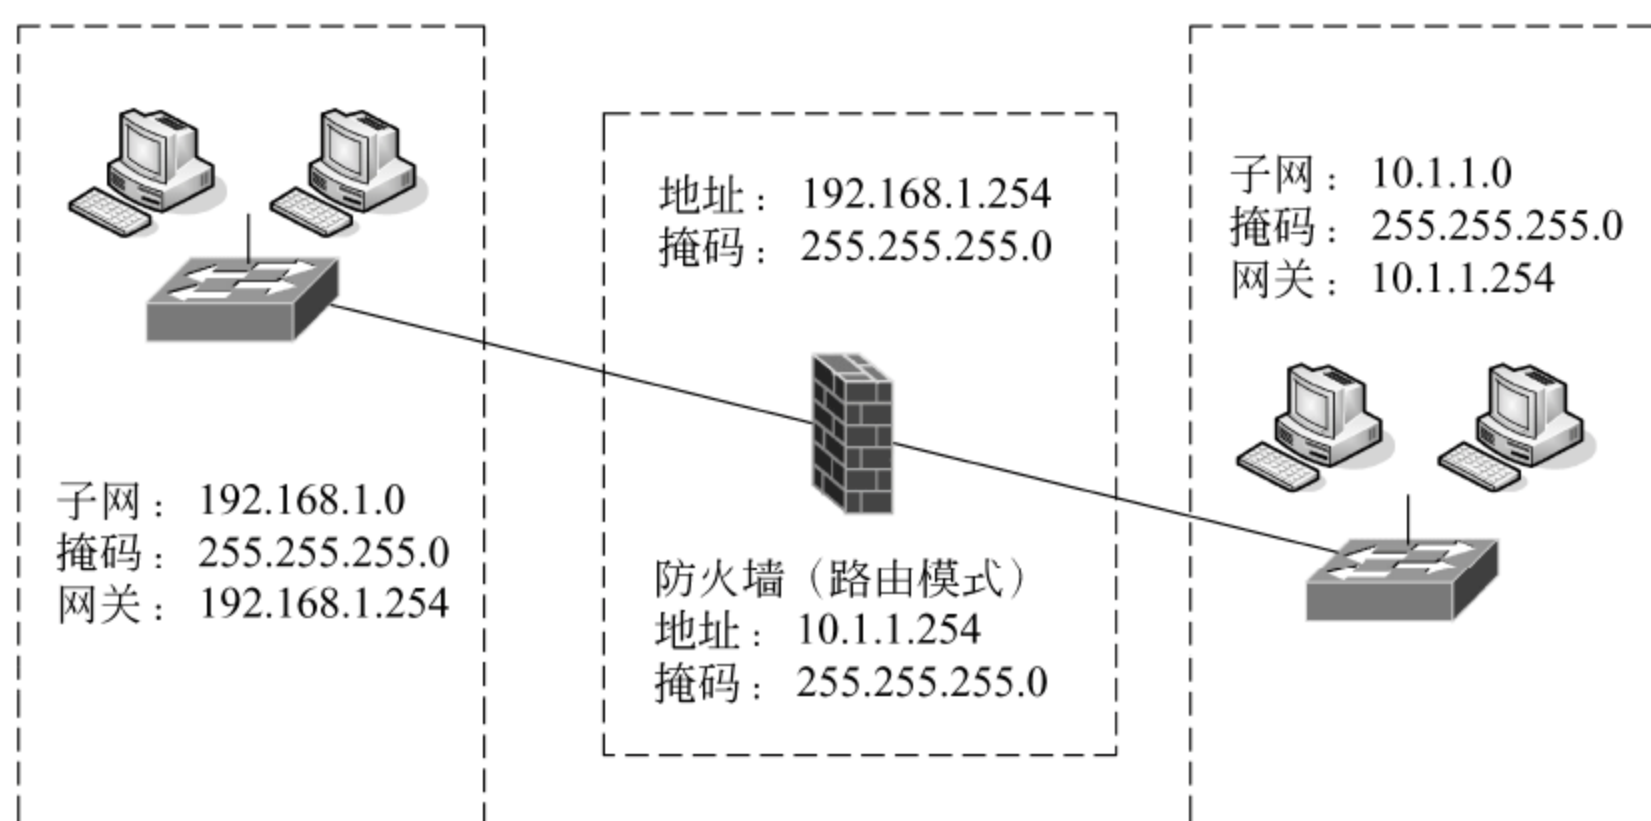 子网： 192.168.1.0
掩码： 255.255.255.0
网关： 192.168.1.254
地址： 192.168.1.254
掩码： 255.255.255.0
防火墙（路由模式）
地址： 10.1.1.254
掩码： 255.255.255.0
子网： 10.1.1.0
掩码： 255.255.255.0
网关： 10.1.1.254